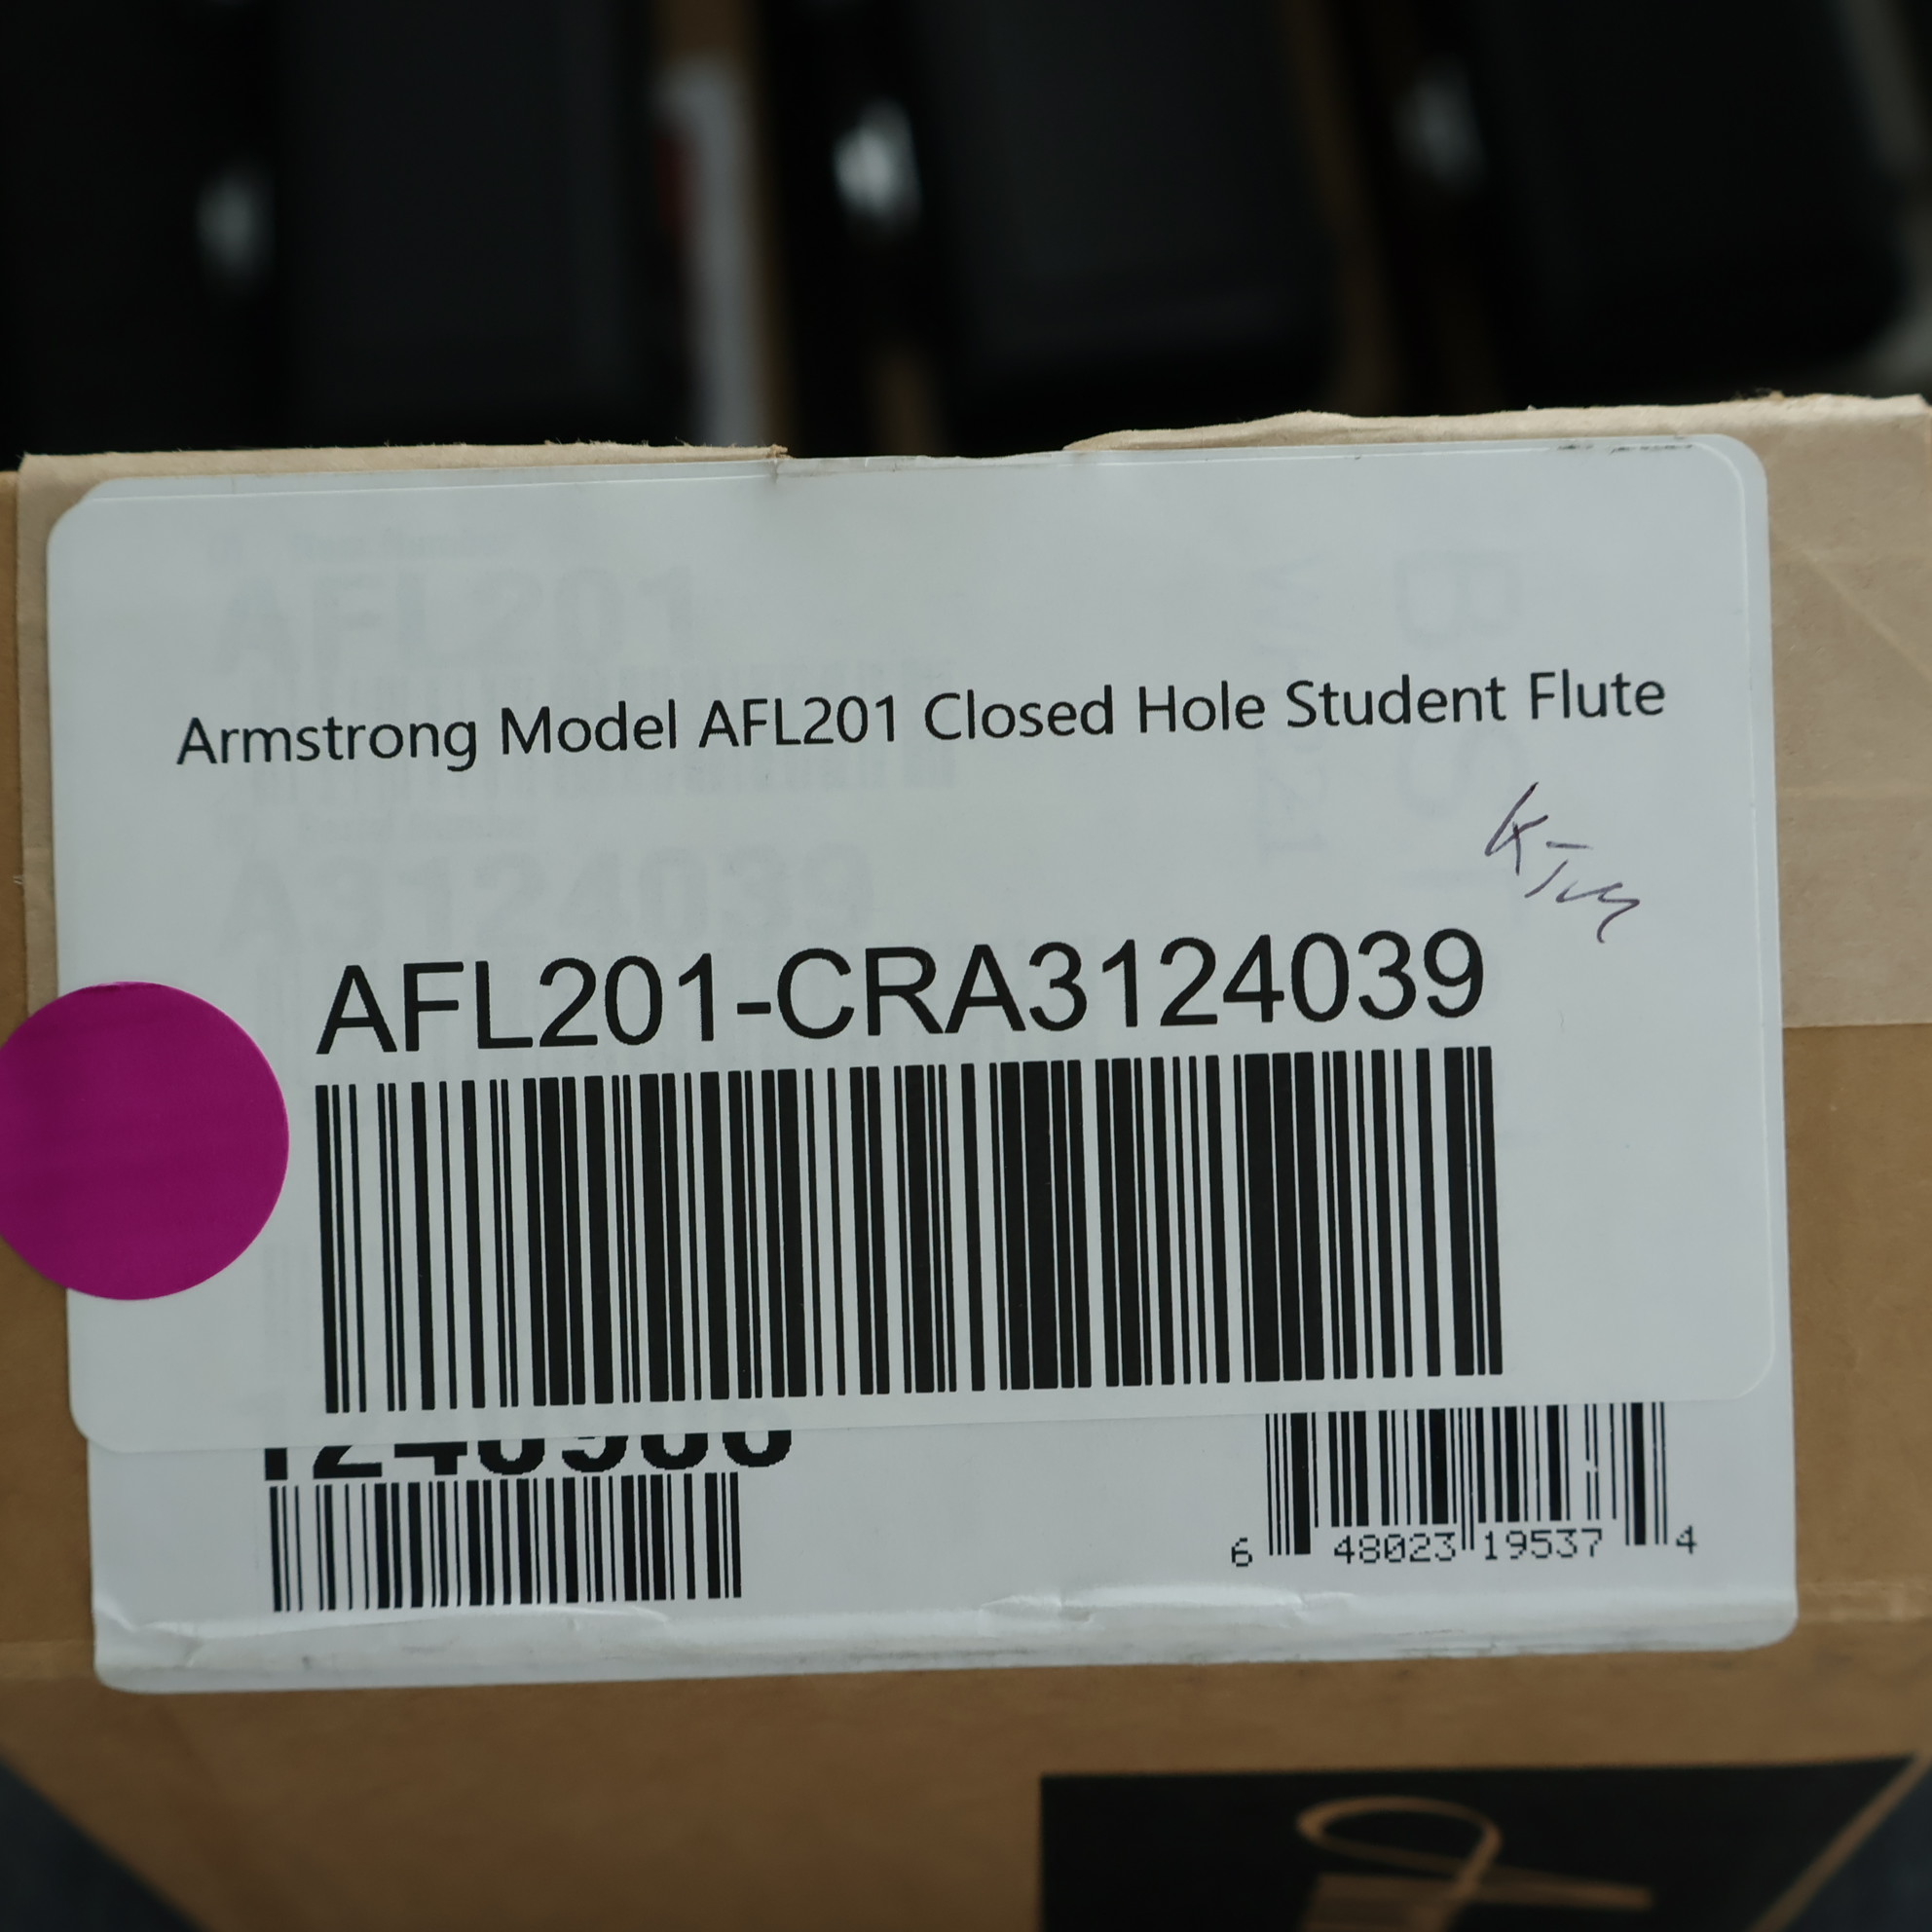 Armstrong Model AFL201 Closed Hole Student Flute
AFL201-CRA3124039
6 48023 19537 4